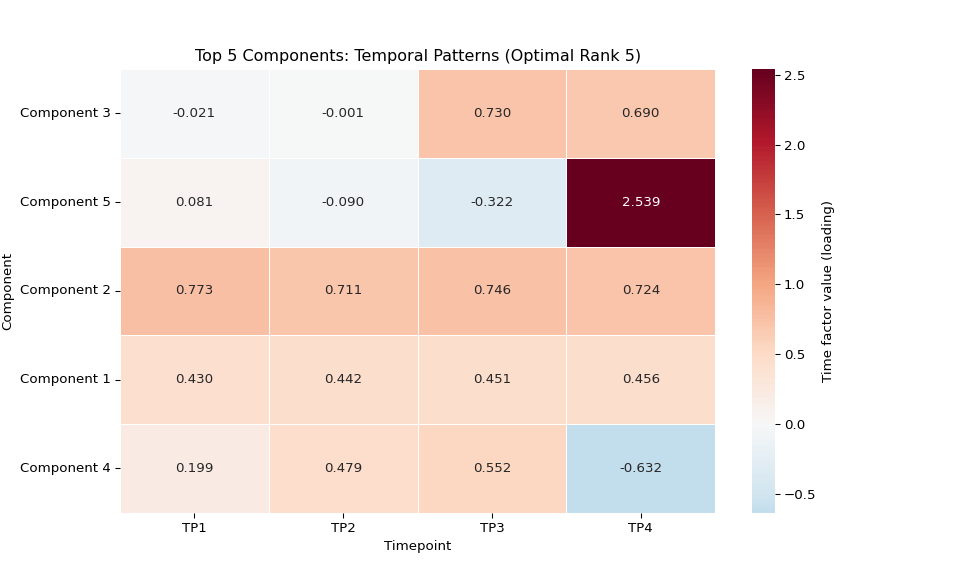 Top 5 Components: Temporal Patterns (Optimal Rank 5)
Component 3 -0.021 -0.001 0.730 0.690
Component 5 0.081 -0.090 -0.322 2.539
Component 2 0.773 0.711 0.746 0.724
Component 1 0.430 0.442 0.451 0.456
Component 4 0.199 0.479 0.552 -0.632
TP1 TP2 TP3 TP4
Timepoint
Component
2.5
2.0
1.5
1.0
0.5
0.0
−0.5
Time factor value (loading)